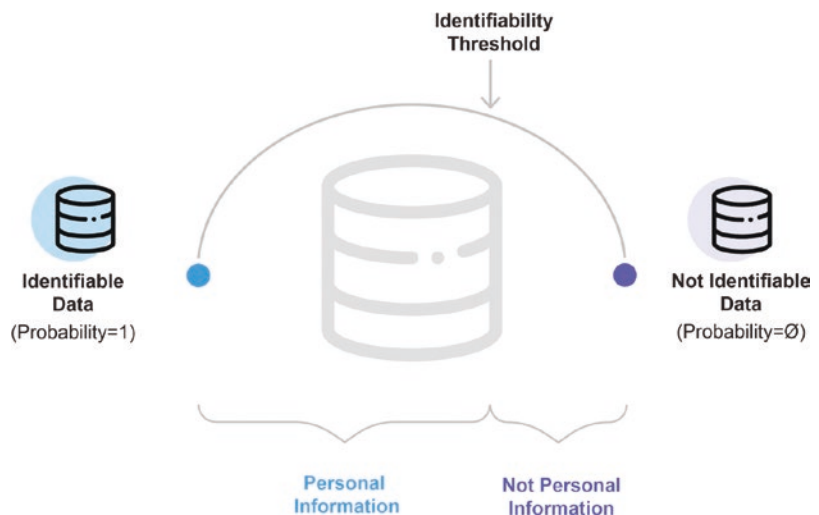 Identifiability
Threshold
Identifiable
Data
(Probability=1)
Not Identifiable
Data
(Probability=Ø)
Personal
Information
Not Personal
Information